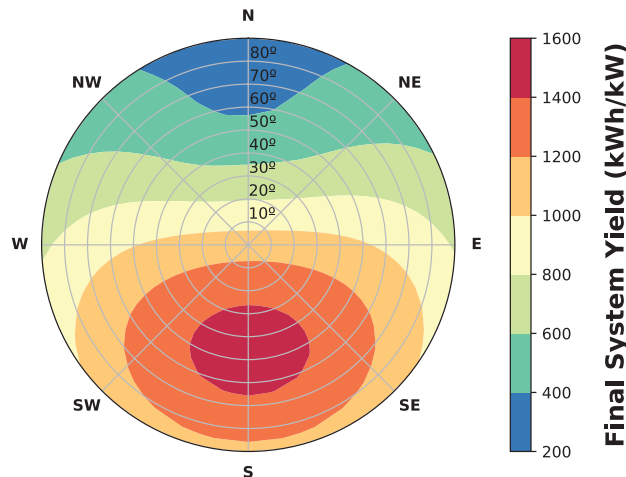 N
NW
NE
W
E
SW
SE
S
80º
70º
60º
50º
40º
30º
20º
10º
1600
1400
1200
1000
800
600
400
200
Final System Yield (kWh/kW)